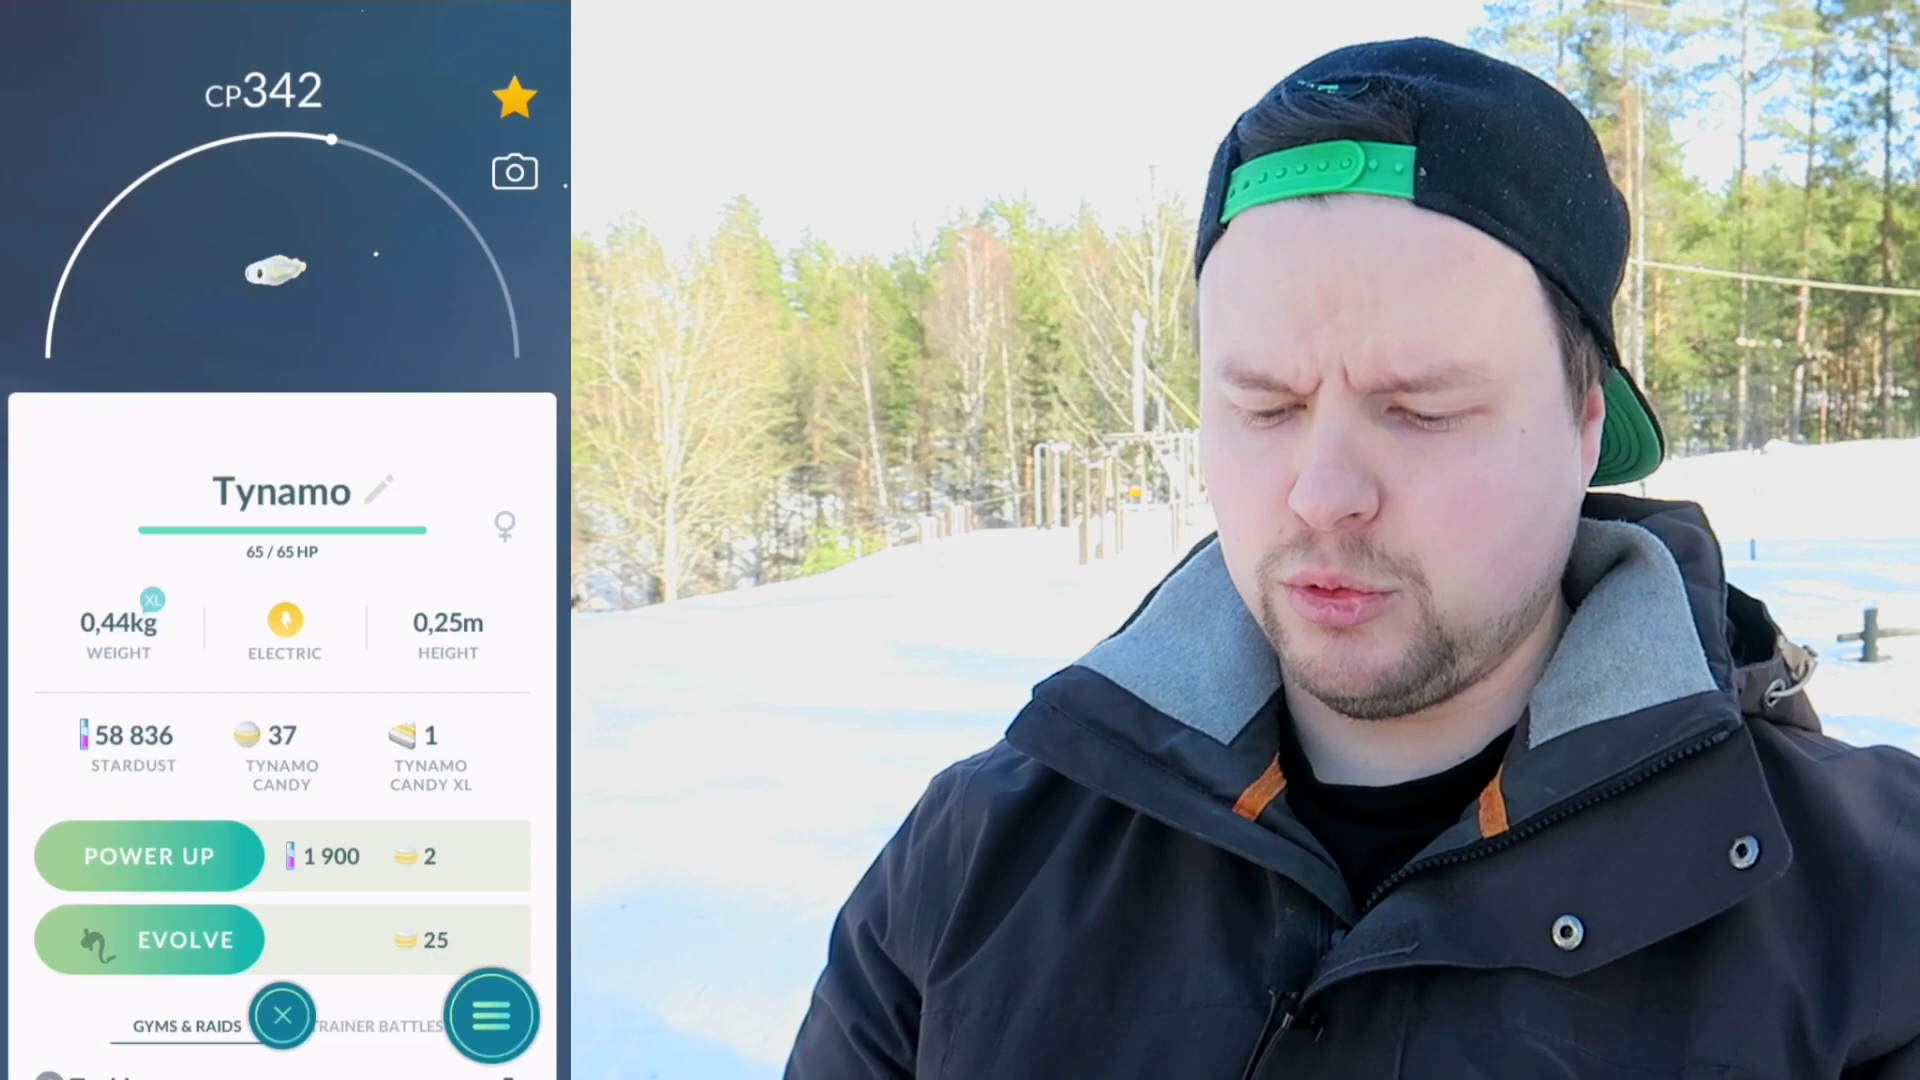 CP342
Tynamo
65 / 65 HP
XL
0,44kg
WEIGHT
ELECTRIC
0,25m
HEIGHT
58 836
STARDUST
37
TYNAMO
CANDY
1
TYNAMO
CANDY XL
POWER UP
1 900
2
EVOLVE
25
GYMS & RAIDS
TRAINER BATTLES